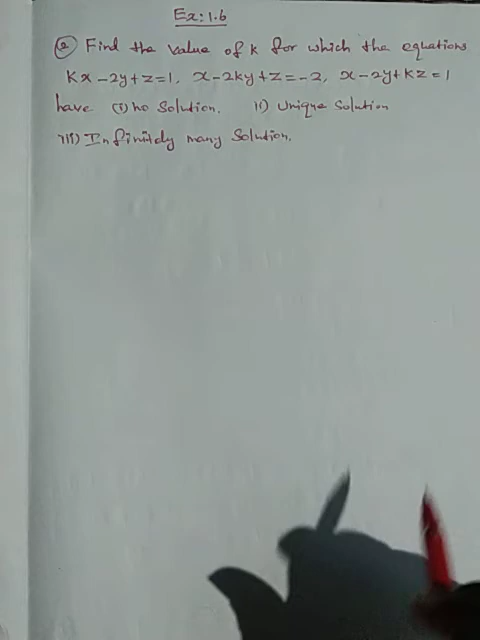 Ex: 1.6
② Find the value of k for which the equations
kx - 2y + z = 1, x - 2ky + z = -2, x - 2y + kz = 1
have (i) no Solution. ii) Unique Solution
iii) Infinitely many Solution.